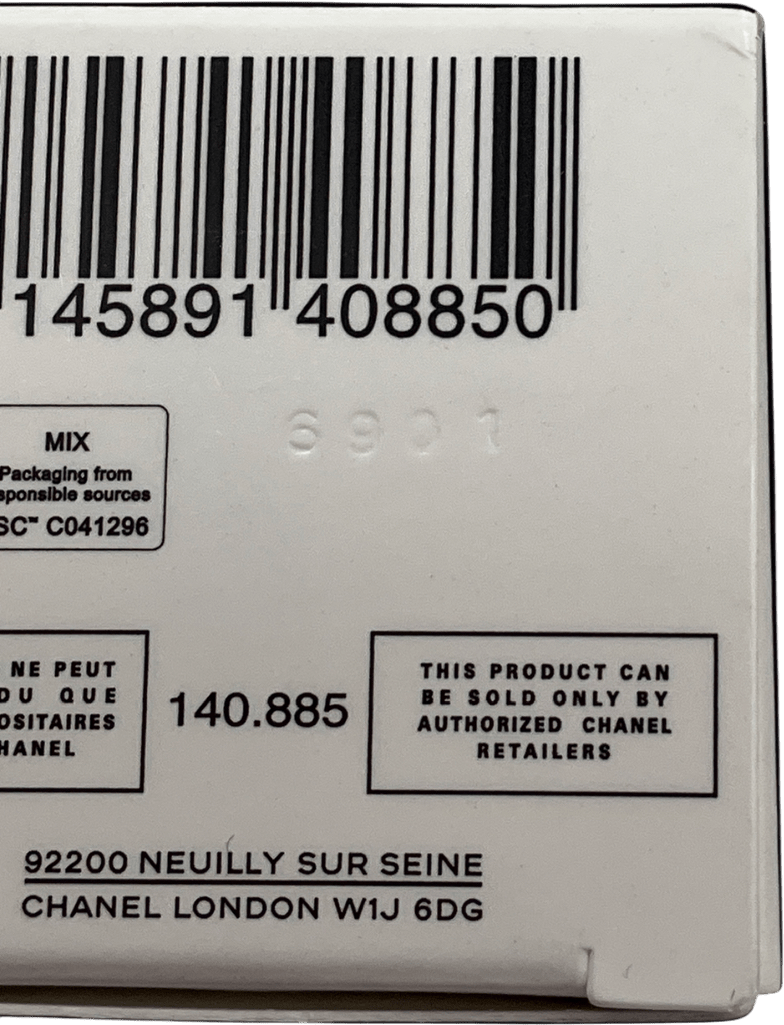 145891 408850
6901
MIX
Packaging from
sponsible sources
SC™ C041296
NE PEUT
DU QUE
OSITAIRES
HANEL
140.885
THIS PRODUCT CAN
BE SOLD ONLY BY
AUTHORIZED CHANEL
RETAILERS
92200 NEUILLY SUR SEINE
CHANEL LONDON W1J 6DG